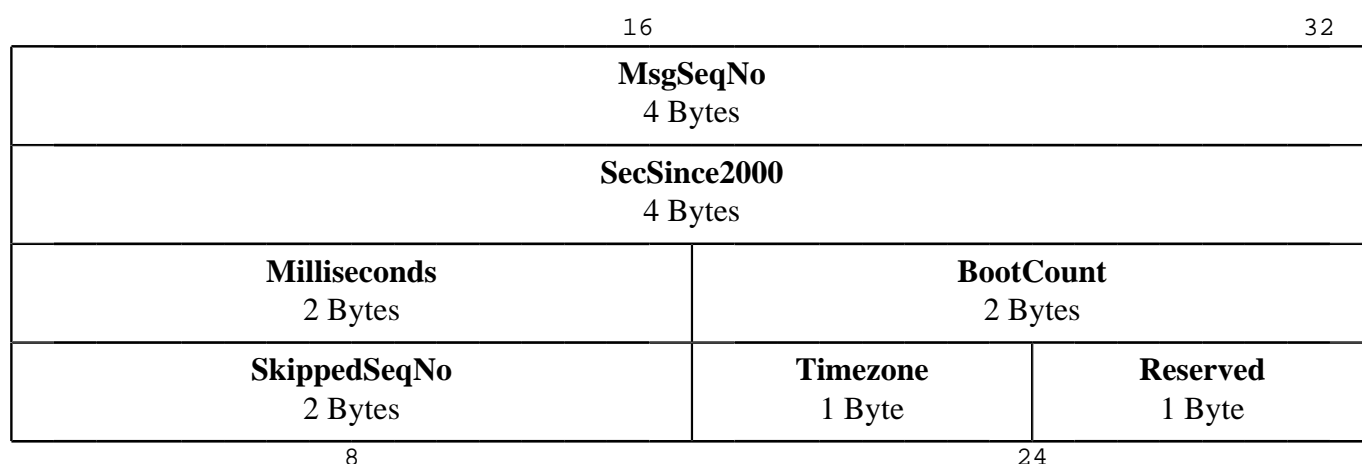 16 32
MsgSeqNo
4 Bytes
SecSince2000
4 Bytes
Milliseconds BootCount
2 Bytes 2 Bytes
SkippedSeqNo Timezone Reserved
2 Bytes 1 Byte 1 Byte
8 24